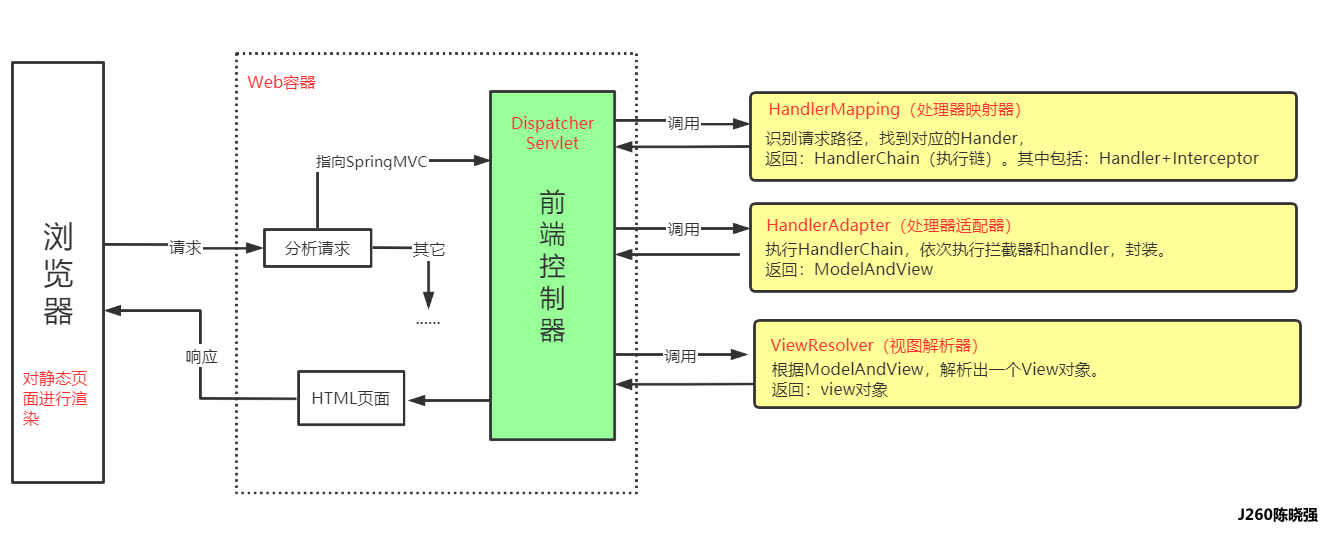 Web容器
浏
览
器
对静态页
面进行渲
染
请求
响应
分析请求
指向SpringMVC
其它
......
HTML页面
Dispatcher
Servlet
前
端
控
制
器
调用
HandlerMapping（处理器映射器）
识别请求路径，找到对应的Hander，
返回：HandlerChain（执行链）。其中包括：Handler+Interceptor
调用
HandlerAdapter（处理器适配器）
执行HandlerChain，依次执行拦截器和handler，封装。
返回：ModelAndView
调用
ViewResolver（视图解析器）
根据ModelAndView，解析出一个View对象。
返回：view对象
J260陈晓强